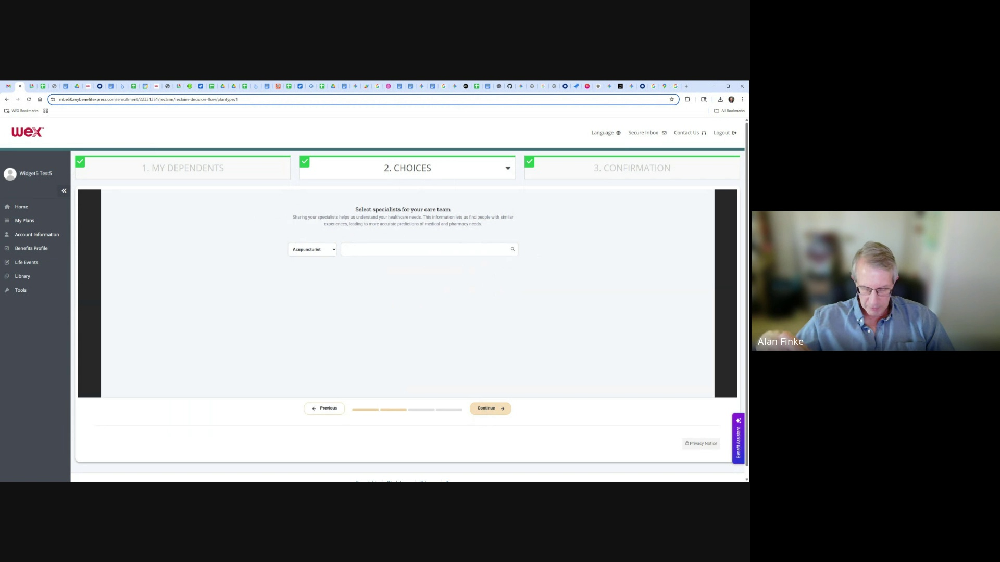 mbe50.mybenefitexpress.com/enrollment/22331351/reclaim/reclaim-decision-flow/plantype/1
WEX Bookmarks
All Bookmarks
wex
Language
Secure Inbox
Contact Us
Logout
Widget5 Test5
1. MY DEPENDENTS
2. CHOICES
3. CONFIRMATION
Home
My Plans
Account Information
Benefits Profile
Life Events
Library
Tools
Select specialists for your care team
Sharing your specialists helps us understand your healthcare needs. This information lets us find people with similar
experiences, leading to more accurate predictions of medical and pharmacy needs.
Acupuncturist
Previous
Continue
Privacy Notice
Benefit Assistant
Alan Finke